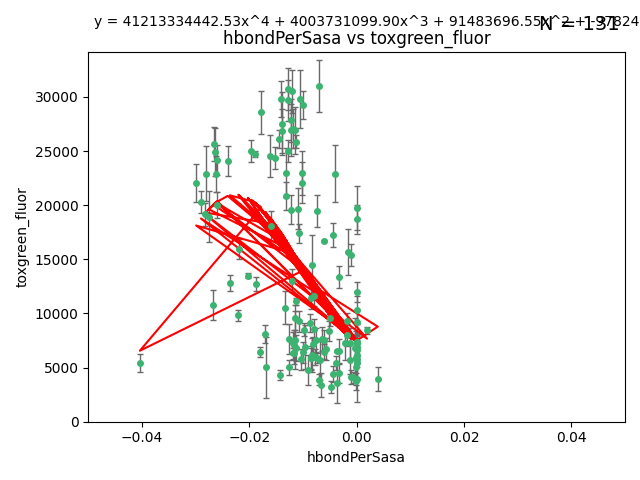 y = 41213334442.53x^4 + 4003731099.90x^3 + 91483696.55x^2 +
N = 131
hbondPerSasa vs toxgreen_fluor
30000
25000
20000
15000
10000
5000
0
toxgreen_fluor
−0.04
−0.02
0.00
0.02
0.04
hbondPerSasa